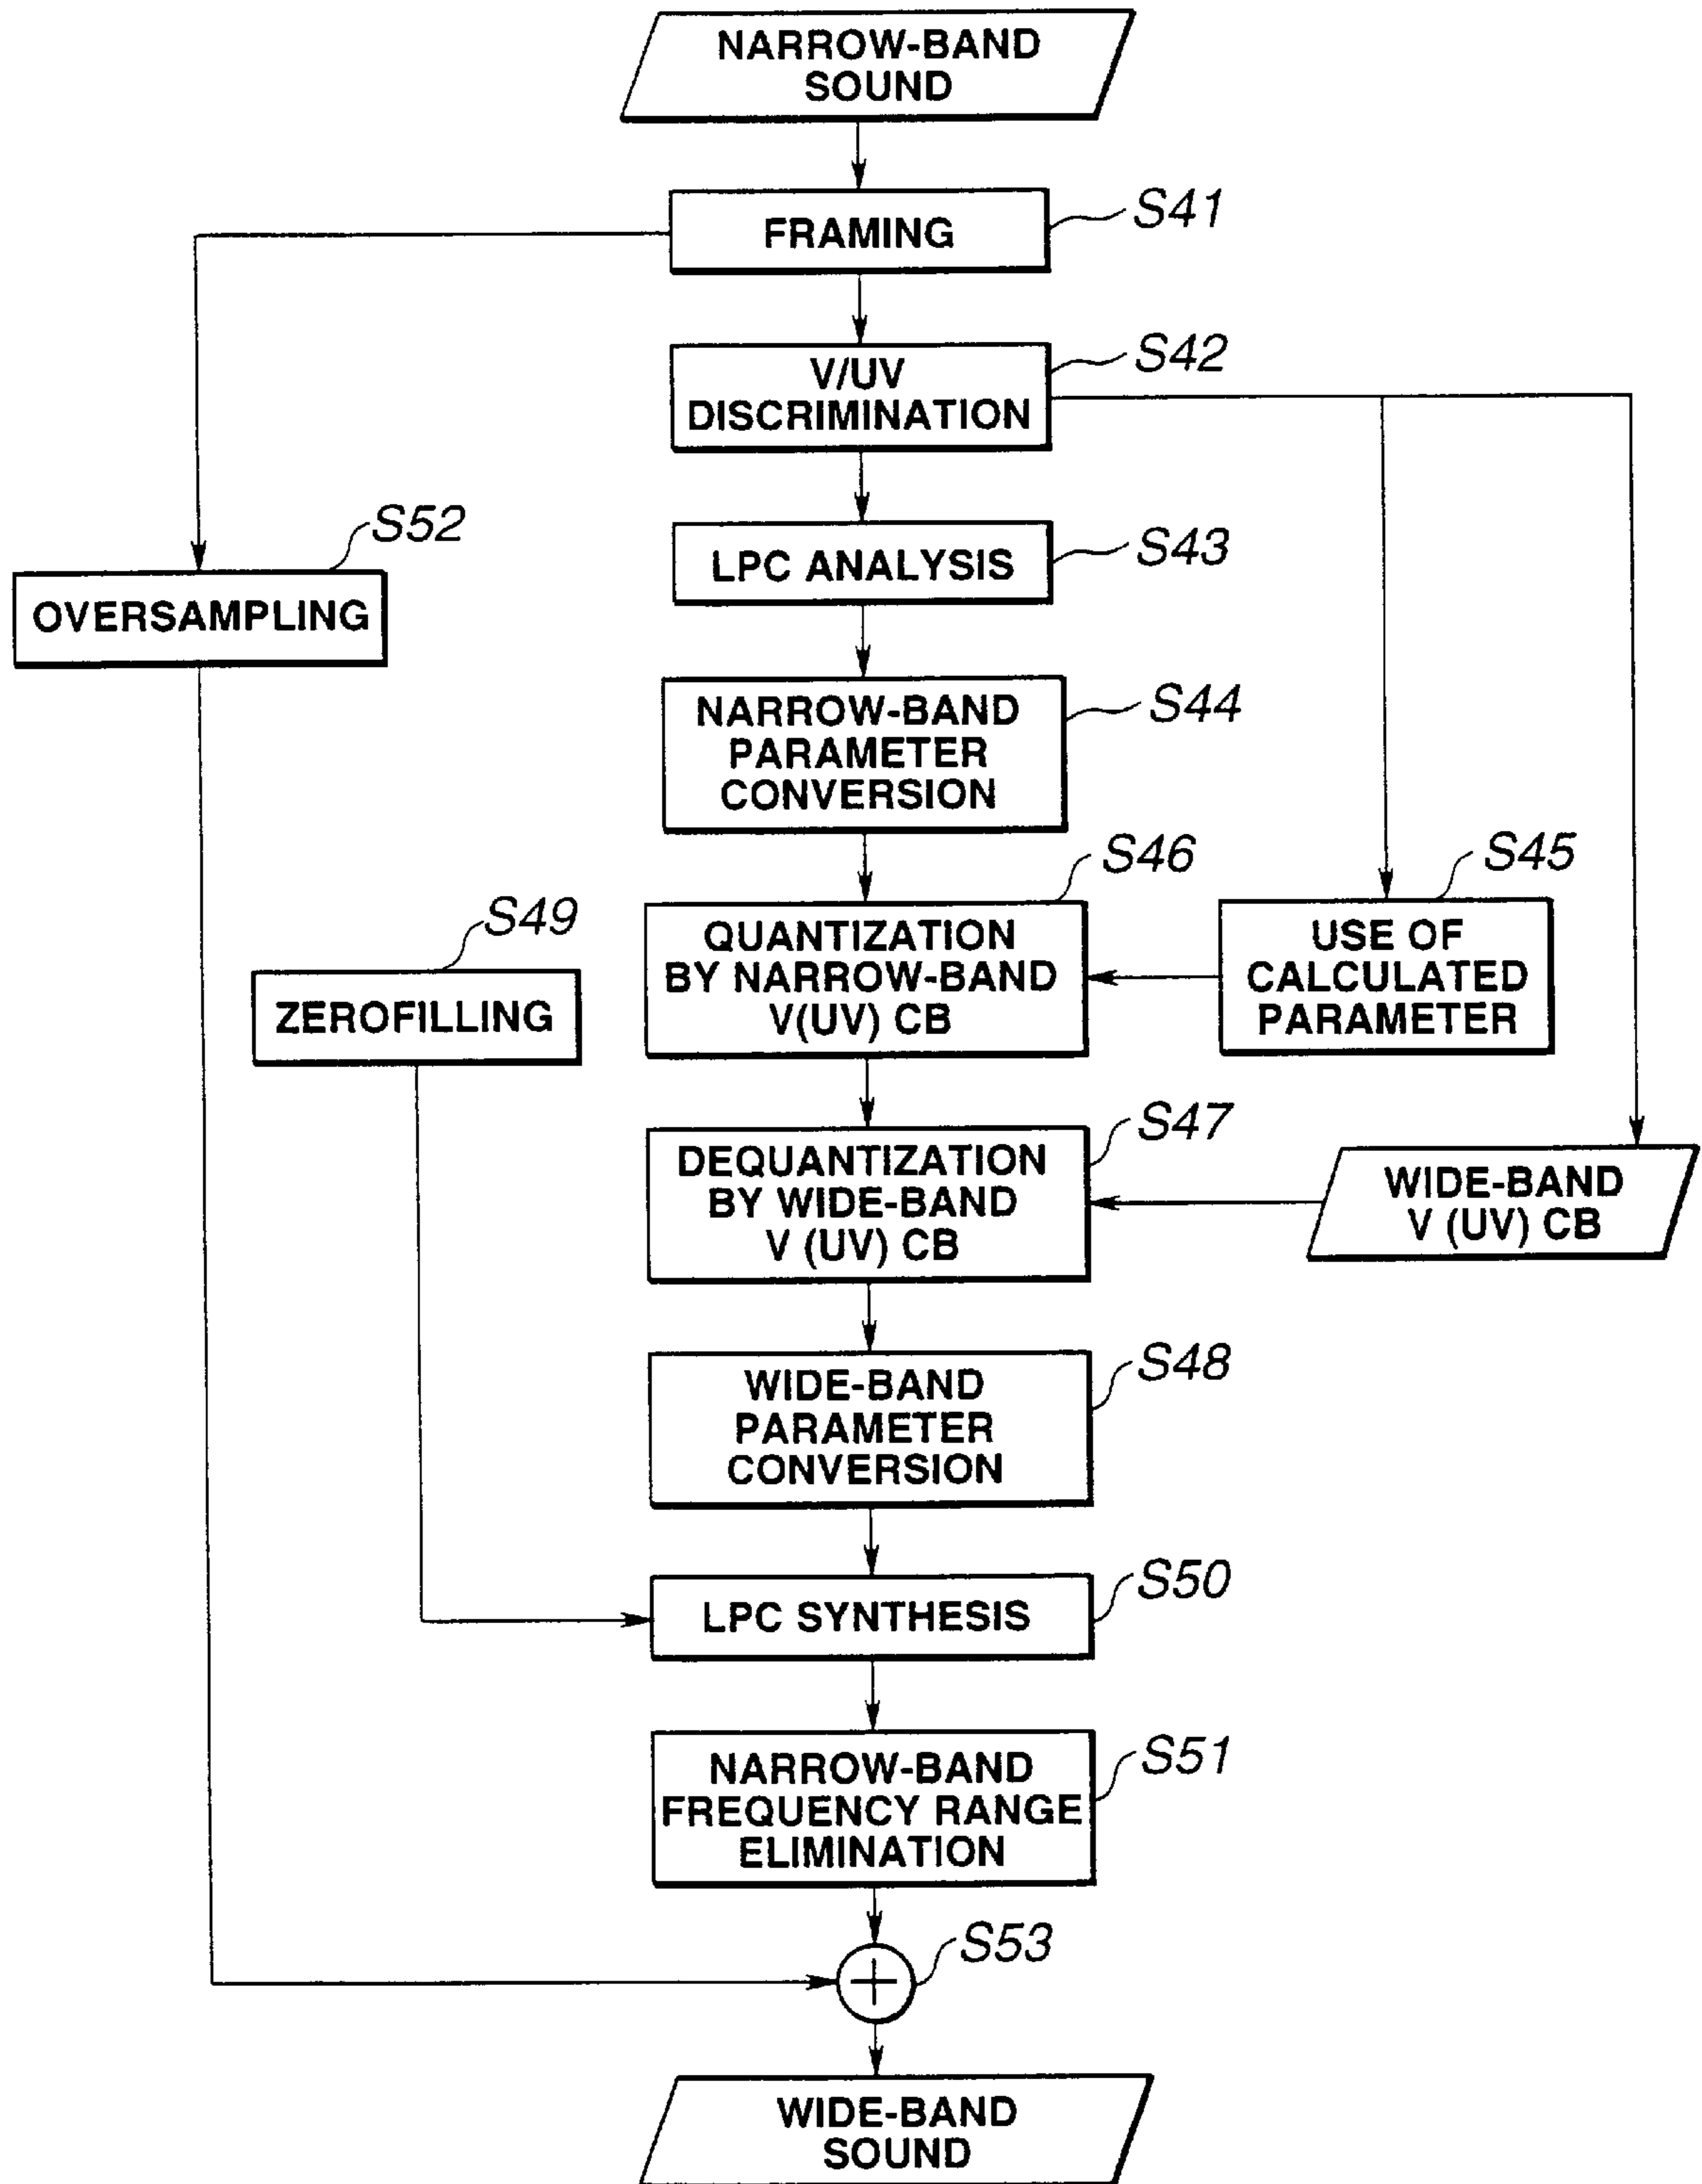 NARROW-BAND
SOUND
FRAMING
S41
V/UV
DISCRIMINATION
S42
S52
OVERSAMPLING
LPC ANALYSIS
S43
NARROW-BAND
PARAMETER
CONVERSION
S44
S46
QUANTIZATION
BY NARROW-BAND
V(UV) CB
S45
USE OF
CALCULATED
PARAMETER
S49
ZEROFILLING
S47
DEQUANTIZATION
BY WIDE-BAND
V (UV) CB
WIDE-BAND
V (UV) CB
S48
WIDE-BAND
PARAMETER
CONVERSION
S50
LPC SYNTHESIS
S51
NARROW-BAND
FREQUENCY RANGE
ELIMINATION
S53
+
WIDE-BAND
SOUND